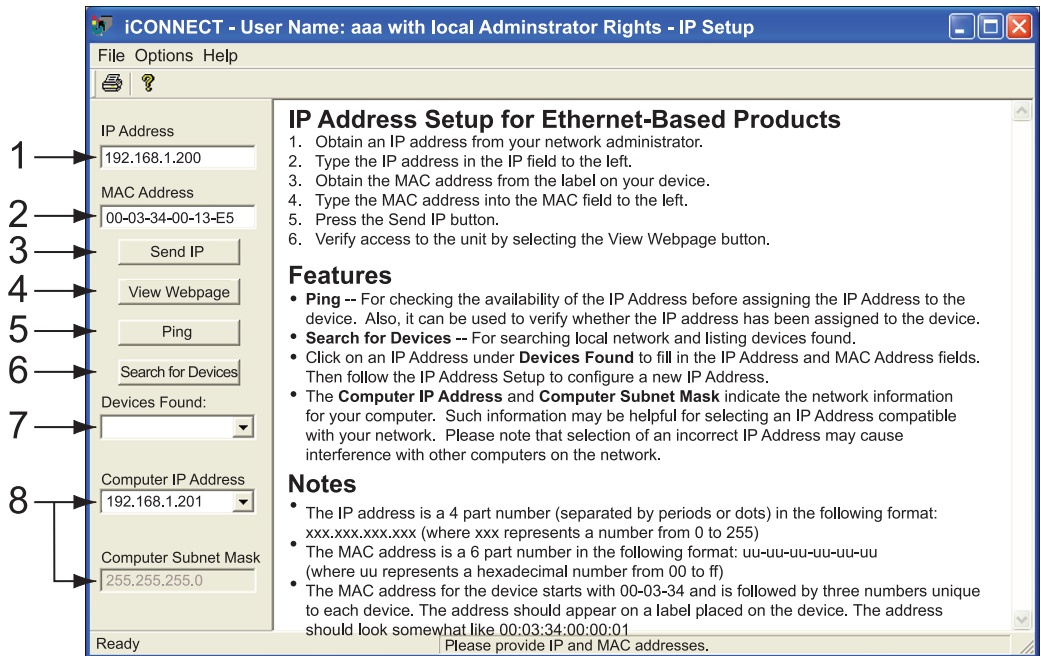 iCONNECT - User Name: aaa with local Adminstrator Rights - IP Setup
File Options Help
1
IP Address
192.168.1.200
2
MAC Address
00-03-34-00-13-E5
3
Send IP
4
View Webpage
5
Ping
6
Search for Devices
7
Devices Found:
8
Computer IP Address
192.168.1.201
Computer Subnet Mask
255.255.255.0
IP Address Setup for Ethernet-Based Products
1. Obtain an IP address from your network administrator.
2. Type the IP address in the IP field to the left.
3. Obtain the MAC address from the label on your device.
4. Type the MAC address into the MAC field to the left.
5. Press the Send IP button.
6. Verify access to the unit by selecting the View Webpage button.
Features
• Ping -- For checking the availability of the IP Address before assigning the IP Address to the
device. Also, it can be used to verify whether the IP address has been assigned to the device.
• Search for Devices -- For searching local network and listing devices found.
• Click on an IP Address under Devices Found to fill in the IP Address and MAC Address fields.
Then follow the IP Address Setup to configure a new IP Address.
• The Computer IP Address and Computer Subnet Mask indicate the network information
for your computer. Such information may be helpful for selecting an IP Address compatible
with your network. Please note that selection of an incorrect IP Address may cause
interference with other computers on the network.
Notes
• The IP address is a 4 part number (separated by periods or dots) in the following format:
xxx.xxx.xxx.xxx (where xxx represents a number from 0 to 255)
• The MAC address is a 6 part number in the following format: uu-uu-uu-uu-uu-uu
(where uu represents a hexadecimal number from 00 to ff)
• The MAC address for the device starts with 00-03-34 and is followed by three numbers unique
to each device. The address should appear on a label placed on the device. The address
should look somewhat like 00:03:34:00:00:01
Ready
Please provide IP and MAC addresses.